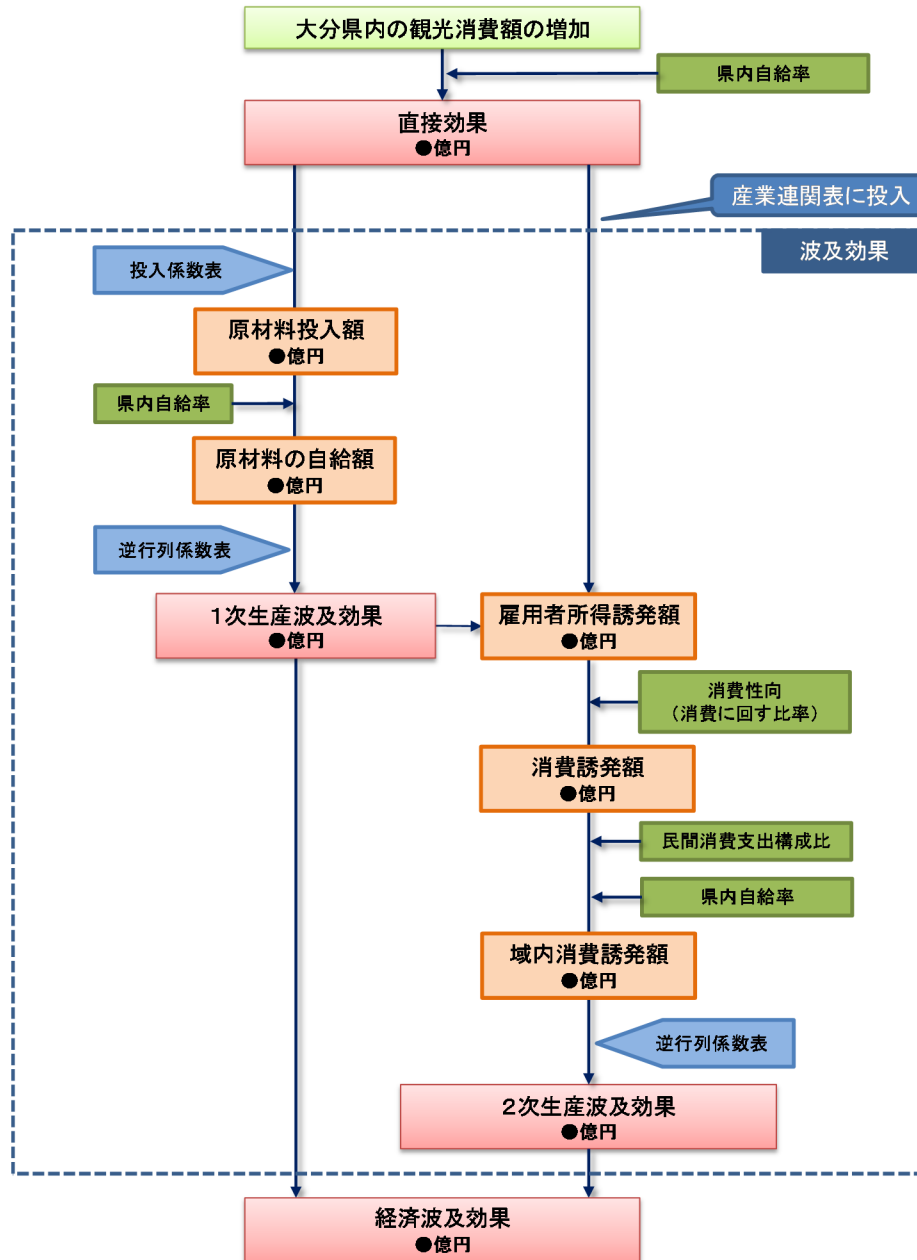 大分県内の観光消費額の増加
県内自給率
直接効果
●億円
産業連関表に投入
波及効果
投入係数表
原材料投入額
●億円
県内自給率
原材料の自給額
●億円
逆行列係数表
１次生産波及効果
●億円
雇用者所得誘発額
●億円
消費性向
（消費に回す比率）
消費誘発額
●億円
民間消費支出構成比
県内自給率
域内消費誘発額
●億円
逆行列係数表
２次生産波及効果
●億円
経済波及効果
●億円